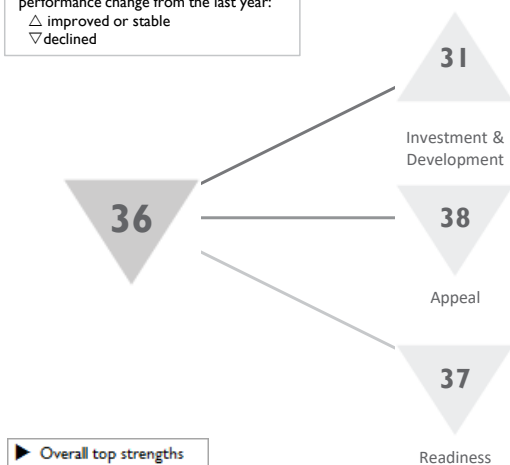 performance change from the last year:
△ improved or stable
▽ declined
31
Investment &
Development
36
38
Appeal
37
Readiness
▶ Overall top strengths